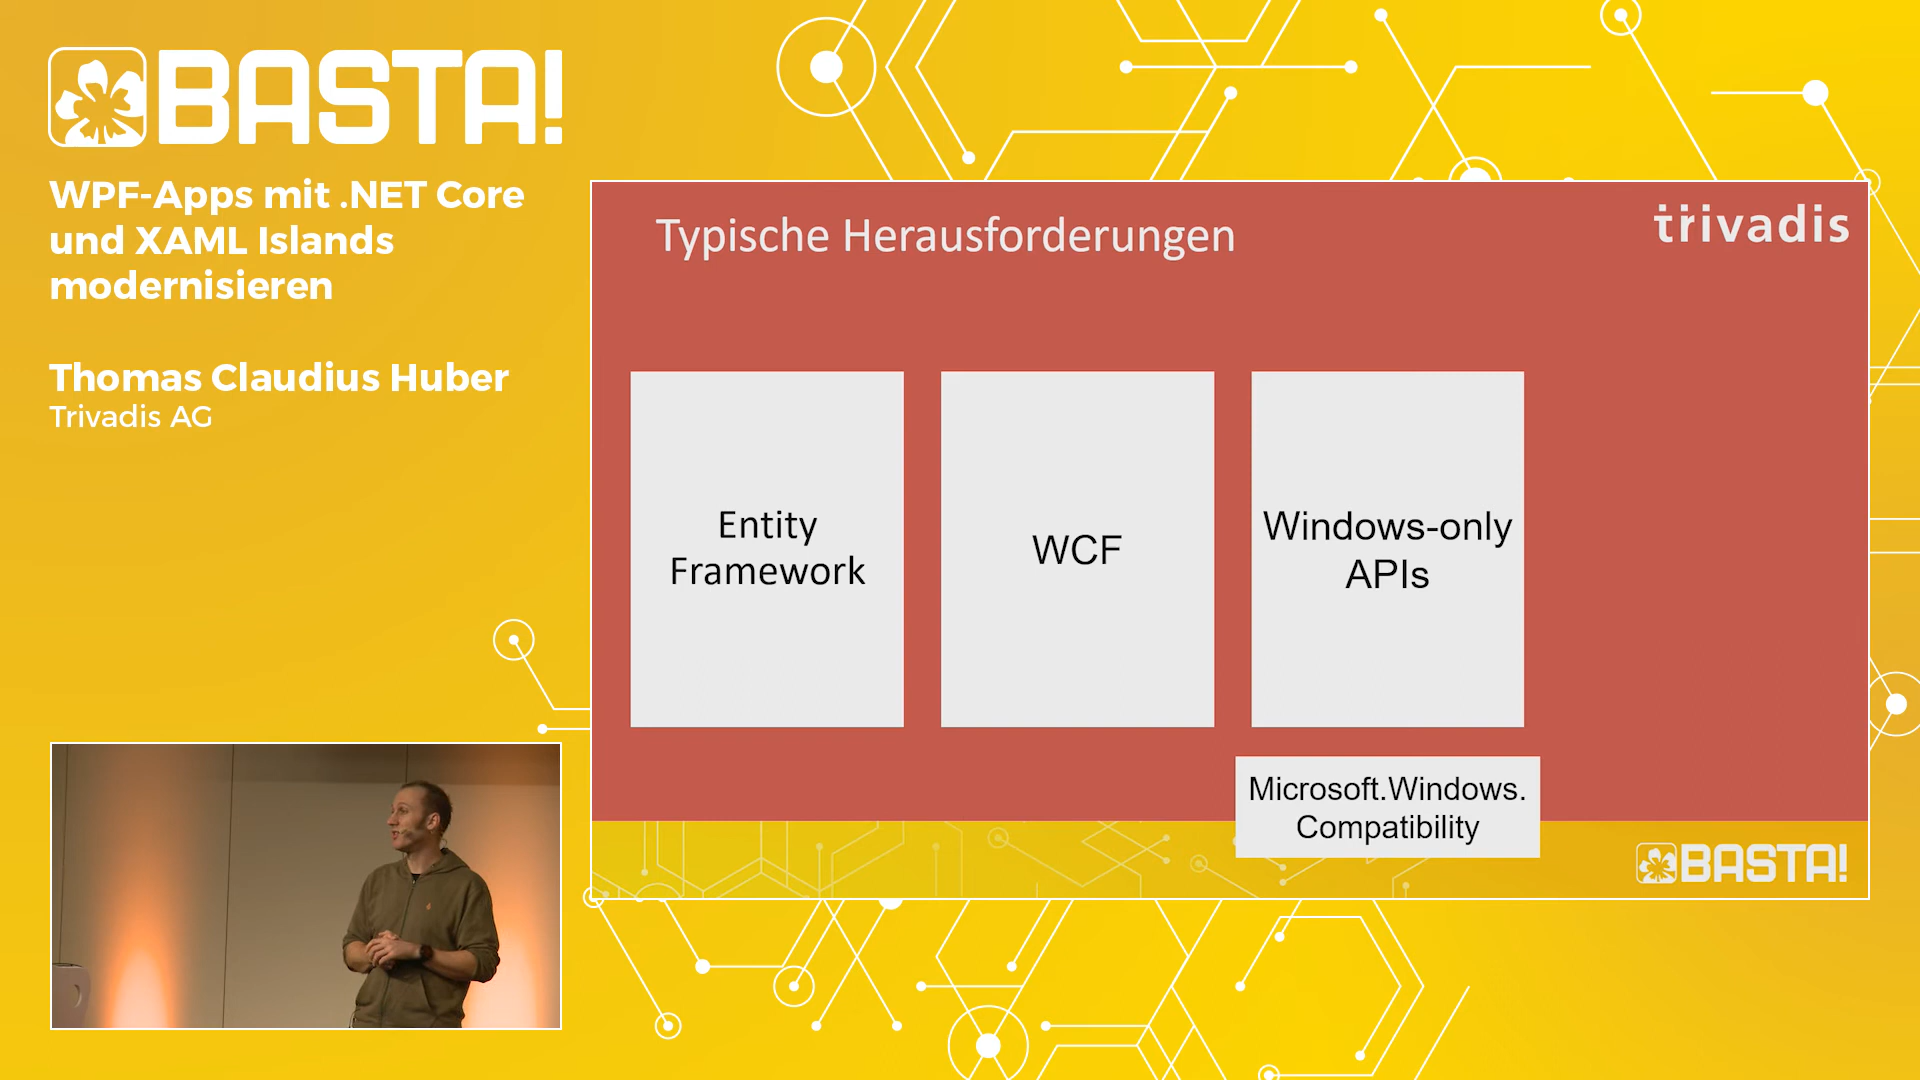 BASTA!
WPF-Apps mit .NET Core
und XAML Islands
modernisieren
Thomas Claudius Huber
Trivadis AG
Typische Herausforderungen
trivadis
Entity
Framework
WCF
Windows-only
APIs
Microsoft.Windows.
Compatibility
BASTA!